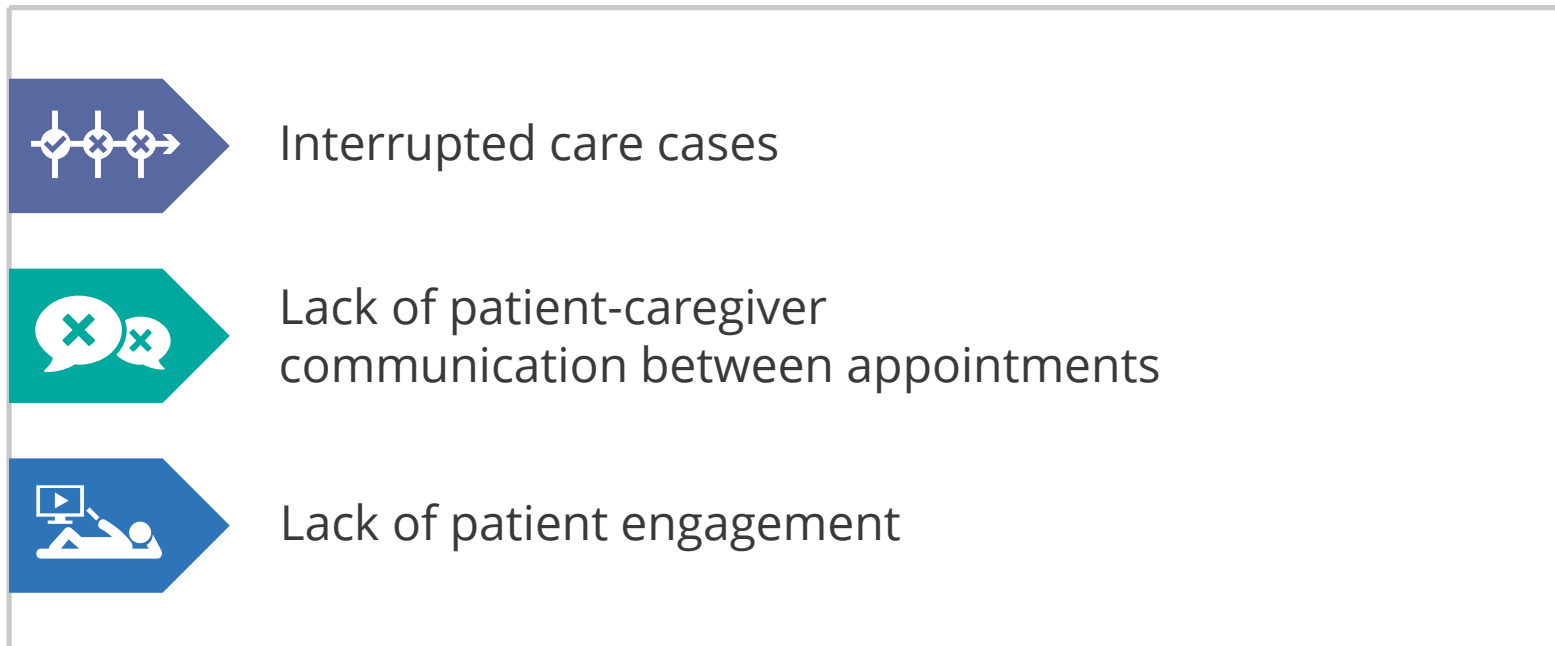 Interrupted care cases
Lack of patient-caregiver
communication between appointments
Lack of patient engagement